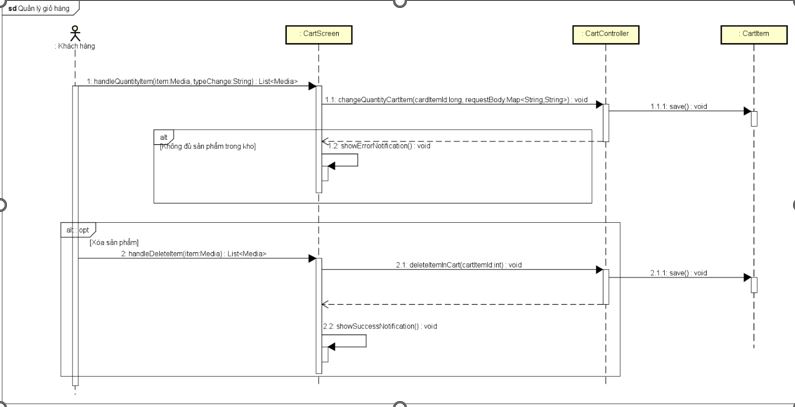 sd Quản lý giỏ hàng
: Khách hàng
: CartScreen
: CartController
: CartItem
1: handleQuantityItem(item:Media, typeChange:String) : List<Media>
1.1: changeQuantityCartItem(cardItemId:long, requestBody:Map<String,String>) : void
1.1.1: save() : void
alt
[Không đủ sản phẩm trong kho]
1.2: showErrorNotification() : void
alt : opt
[Xóa sản phẩm]
2: handleDeleteItem(item:Media) : List<Media>
2.1: deleteItemInCart(cartItemId:int) : void
2.1.1: save() : void
2.2: showSuccessNotification() : void